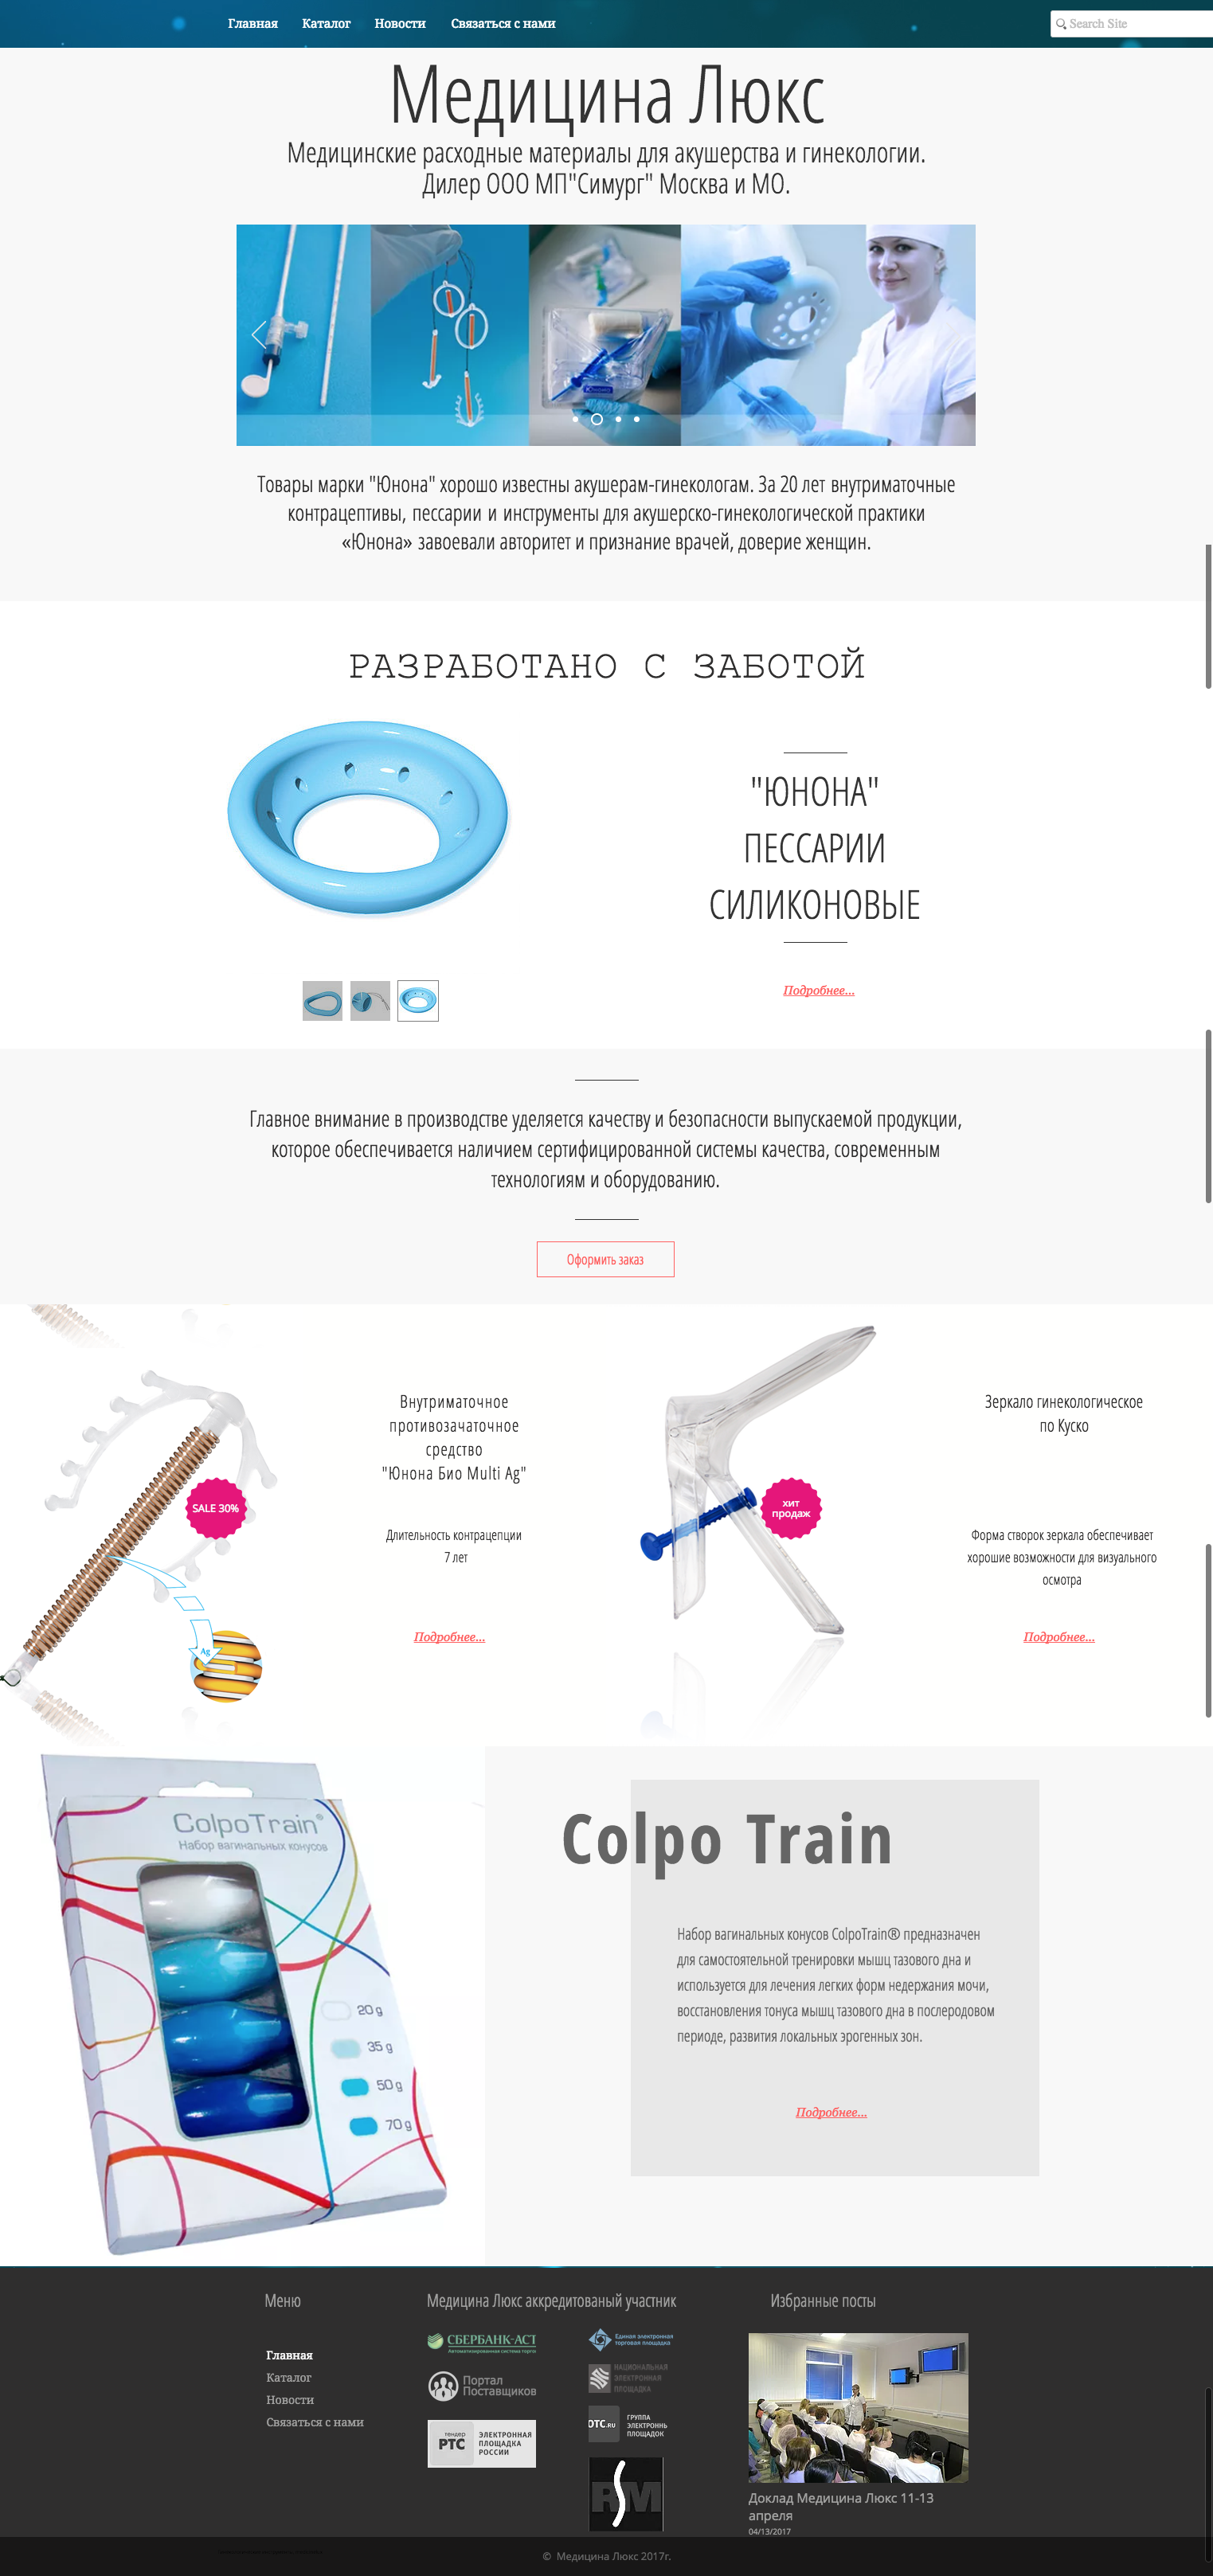 Главная Каталог Новости Связаться с нами
Search Site
Медицина Люкс
Медицинские расходные материалы для акушерства и гинекологии.
Дилер ООО МП"Симург" Москва и МО.
Товары марки "Юнона" хорошо известны акушерам-гинекологам. За 20 лет внутриматочные
контрацептивы, пессарии и инструменты для акушерско-гинекологической практики
«Юнона» завоевали авторитет и признание врачей, доверие женщин.
РАЗРАБОТАНО С ЗАБОТОЙ
"ЮНОНА"
ПЕССАРИИ
СИЛИКОНОВЫЕ
Подробнее...
Главное внимание в производстве уделяется качеству и безопасности выпускаемой продукции,
которое обеспечивается наличием сертифицированной системы качества, современным
технологиям и оборудованию.
Оформить заказ
Внутриматочное
противозачаточное
средство
"Юнона Био Multi Ag"
SALE 30%
Длительность контрацепции
7 лет
Ag
Подробнее...
Зеркало гинекологическое
по Куско
хит
продаж
Форма створок зеркала обеспечивает
хорошие возможности для визуального
осмотра
Подробнее...
ColpoTrain®
Набор вагинальных конусов
20 g
35 g
50 g
70 g
Colpo Train
Набор вагинальных конусов ColpoTrain® предназначен
для самостоятельной тренировки мышц тазового дна и
используется для лечения легких форм недержания мочи,
восстановления тонуса мышц тазового дна в послеродовом
периоде, развития локальных эрогенных зон.
Подробнее...
Меню
Главная
Каталог
Новости
Связаться с нами
Медицина Люкс аккредитованый участник
СБЕРБАНК-АСТ
Автоматизированная система торгов
Портал
Поставщиков
тендер
РТС
ЭЛЕКТРОННАЯ
ПЛОЩАДКА
РОССИИ
Единая электронная
торговая площадка
НАЦИОНАЛЬНАЯ
ЭЛЕКТРОННАЯ
ПЛОЩАДКА
OTC.RU
ГРУППА
ЭЛЕКТРОНН
ПЛОЩАДОК
RSM
Избранные посты
Доклад Медицина Люкс 11-13
апреля
04/13/2017
© Медицина Люкс 2017г.